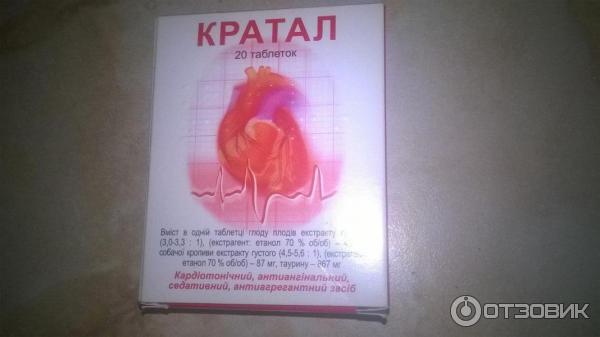 КРАТАЛ
20 таблеток
Вміст в одній таблетці глоду плодів екстракту
(3,0-3,3 : 1), (екстрагент: етанол 70 % об/об) –
собачої кропиви екстракту густого (4,5-5,6 : 1),
етанол 70 % об/об) – 87 мг, таурину – 867 мг
Кардіотонічний, антиангінальний,
седативний, антиагрегантний засіб
ОТЗОВИК